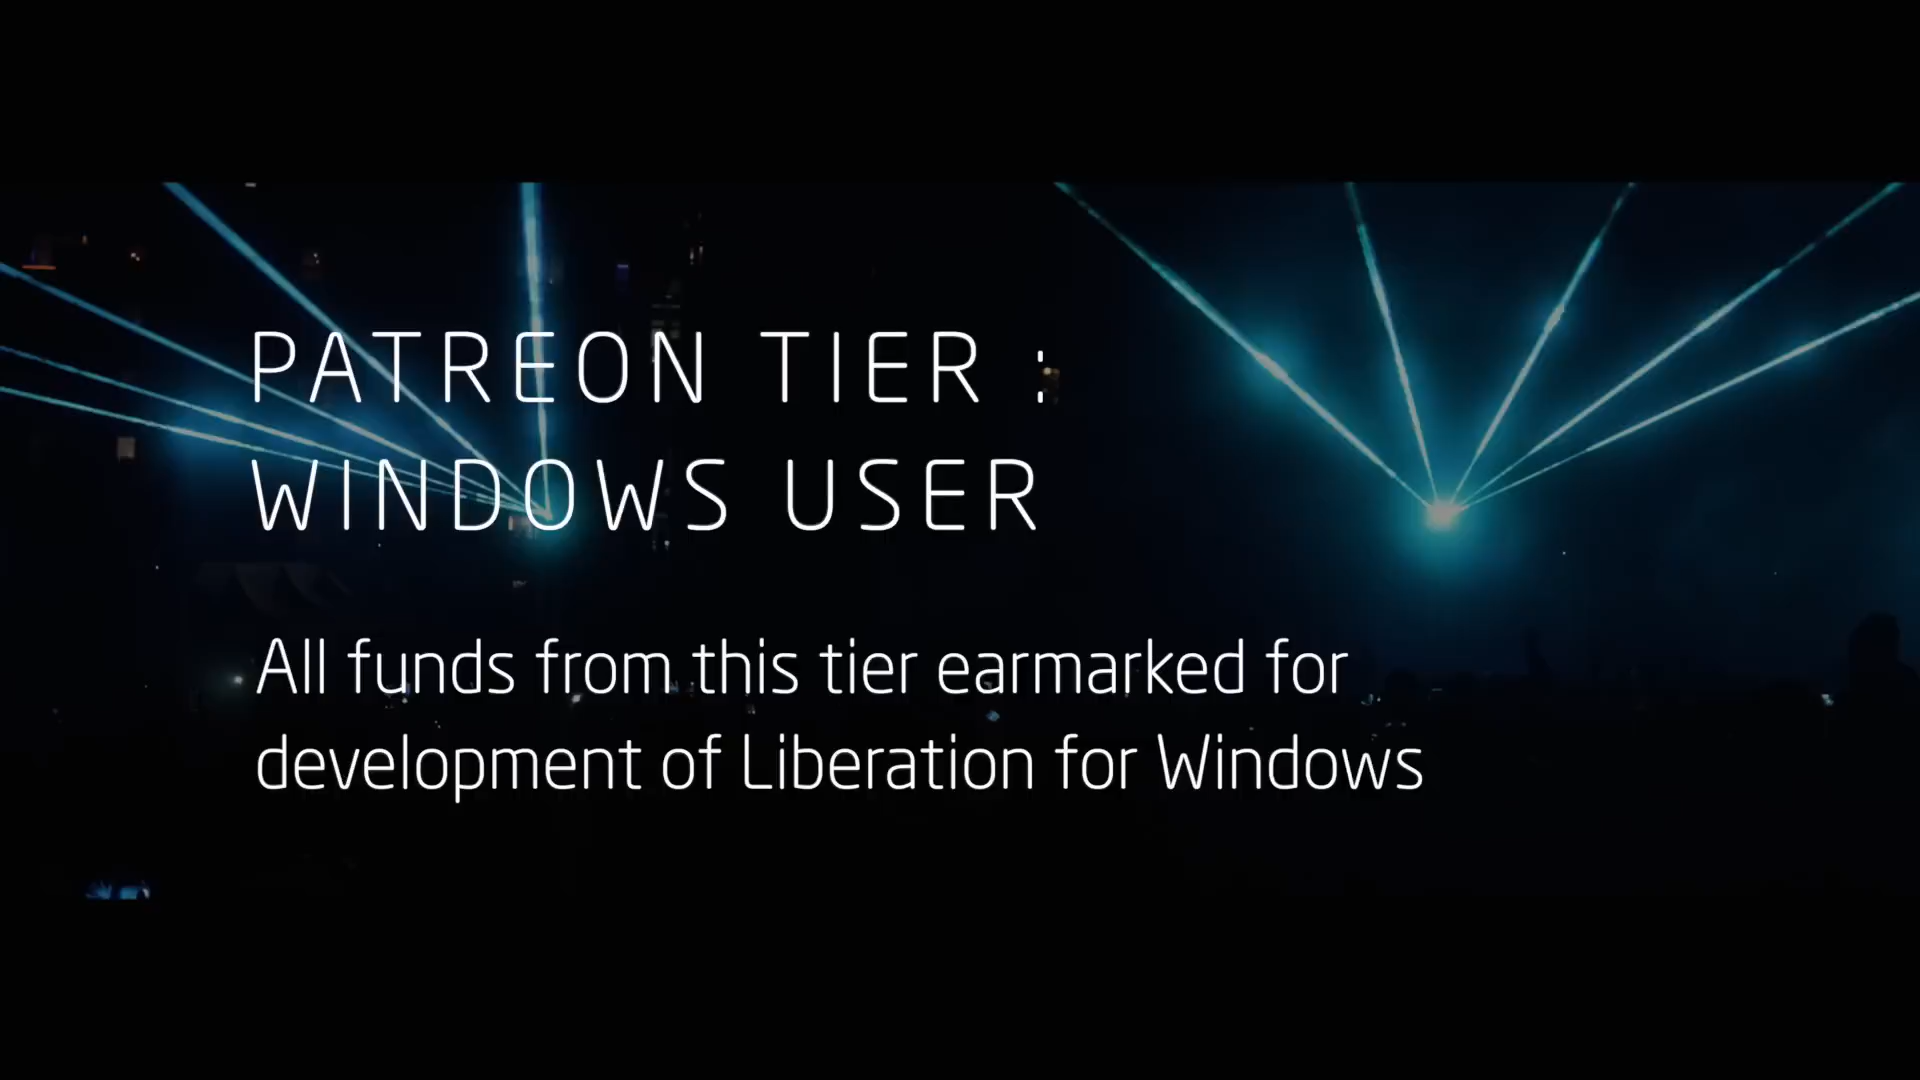 PATREON TIER :
WINDOWS USER
All funds from this tier earmarked for
development of Liberation for Windows